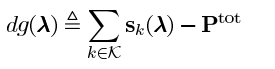 dg(𝝀) ≜ ∑_{k∈𝒦} 𝐬_k(𝝀) − 𝐏^{tot}